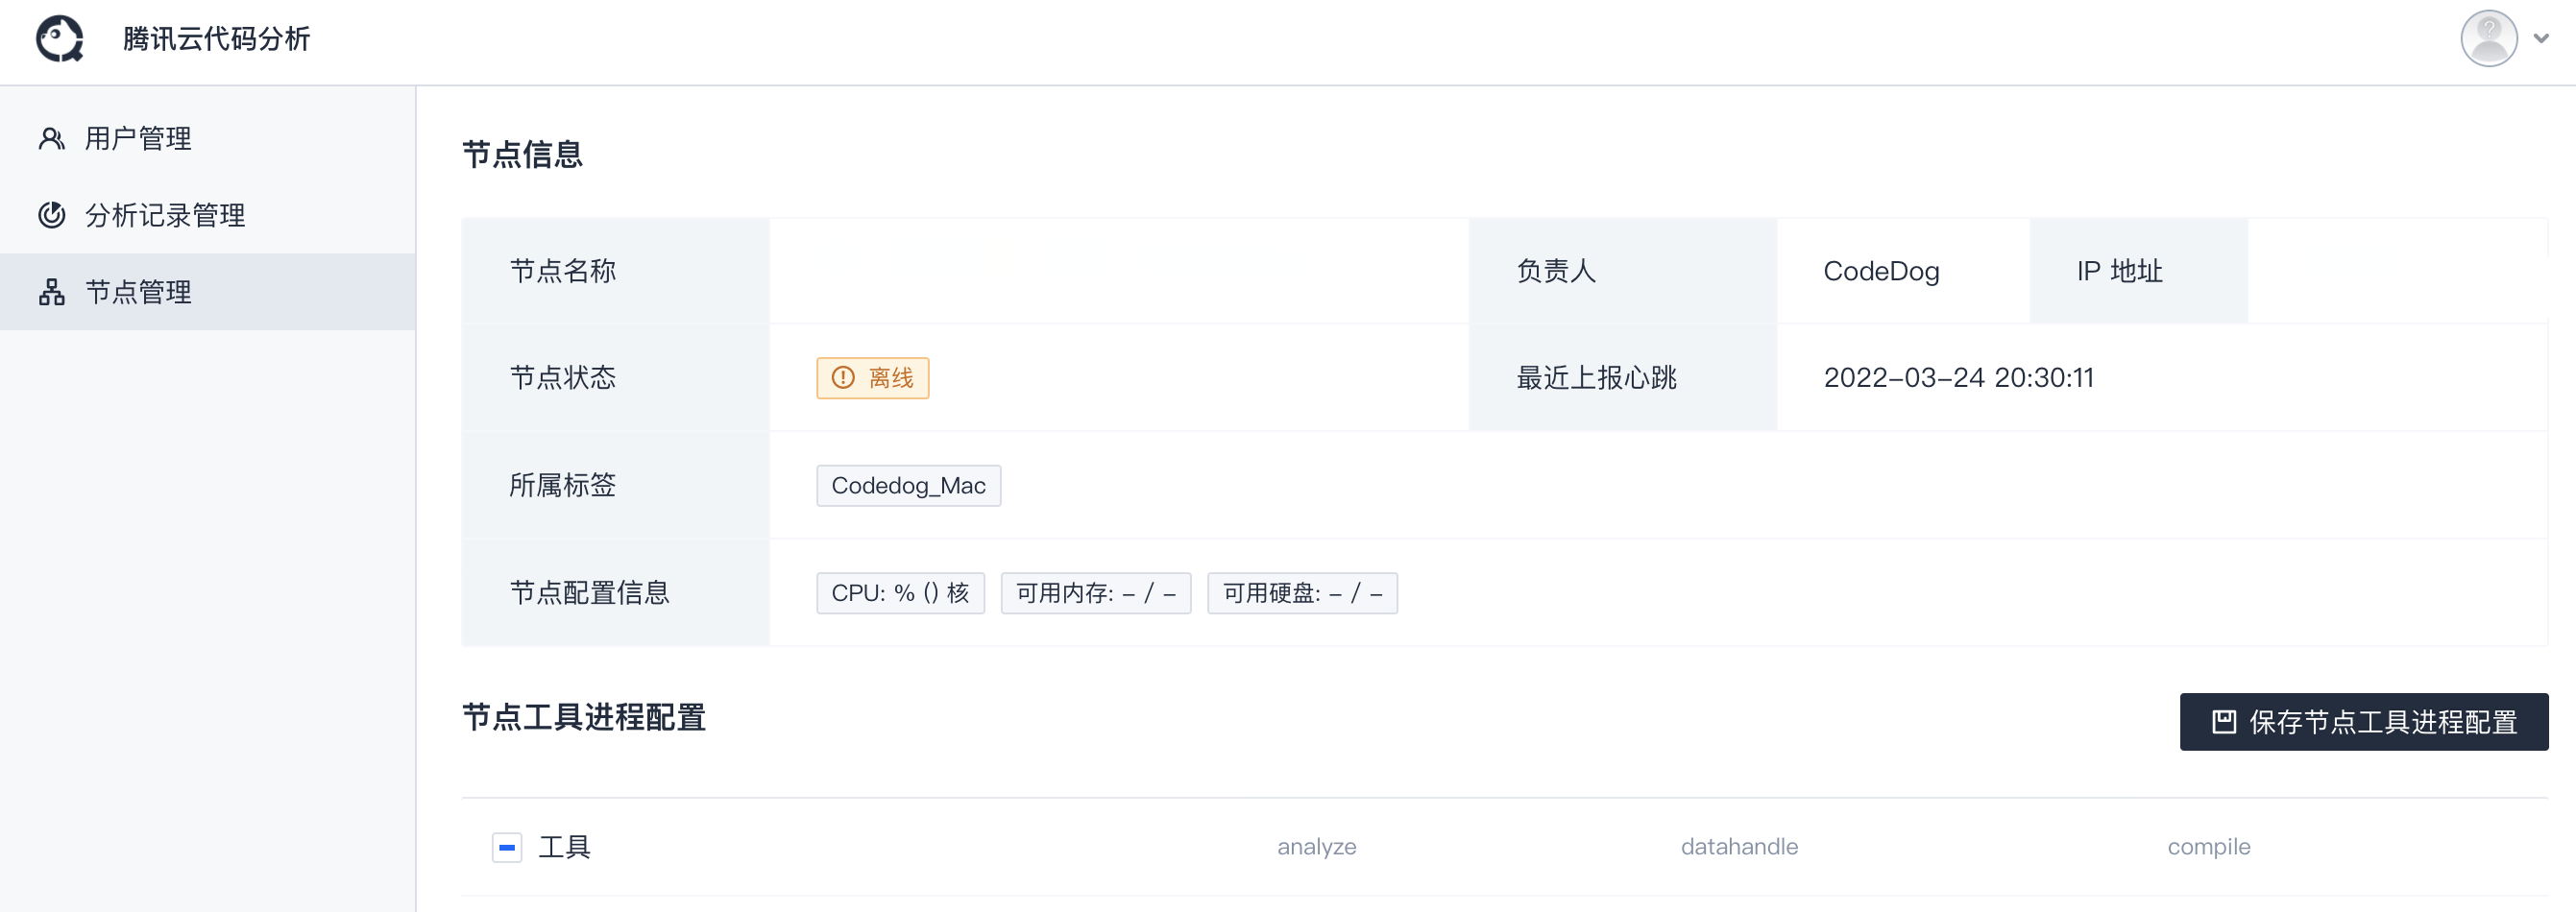 腾讯云代码分析
用户管理
分析记录管理
节点管理
节点信息
节点名称 负责人 CodeDog IP 地址
节点状态 离线 最近上报心跳 2022-03-24 20:30:11
所属标签 Codedog_Mac
节点配置信息 CPU: % () 核 可用内存: - / - 可用硬盘: - / -
节点工具进程配置 保存节点工具进程配置
工具 analyze datahandle compile